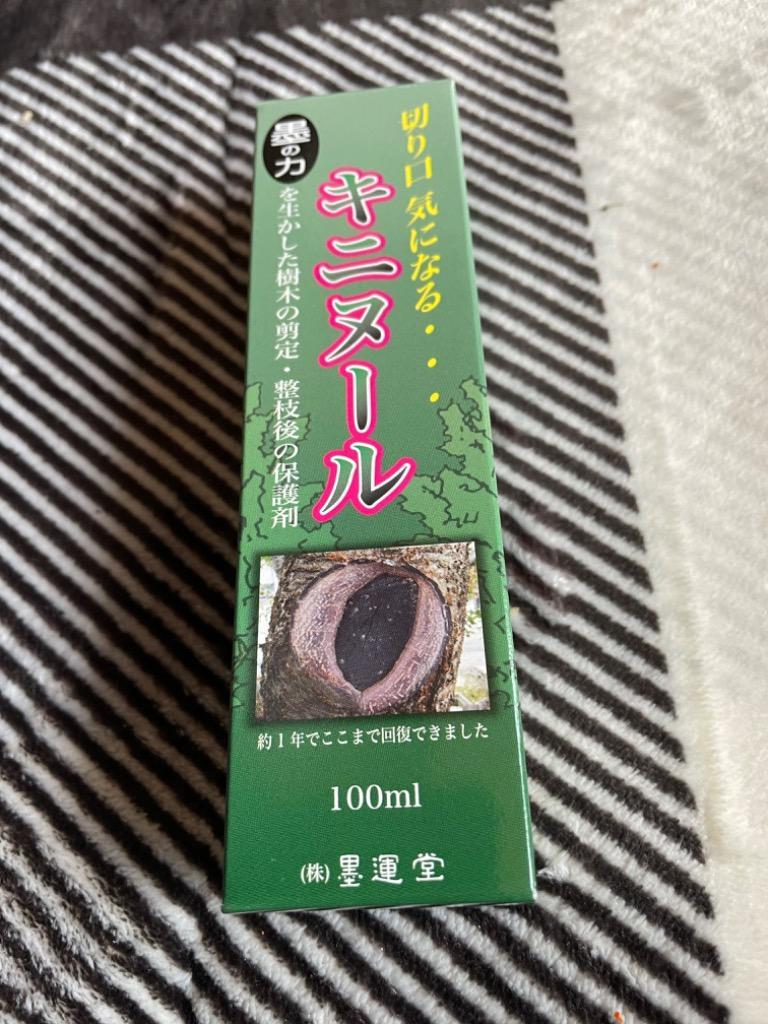 切り口 気になる・・・
キニヌール
墨の力
を生かした樹木の剪定・整枝後の保護剤
約1年でここまで回復できました
100ml
(株)墨運堂